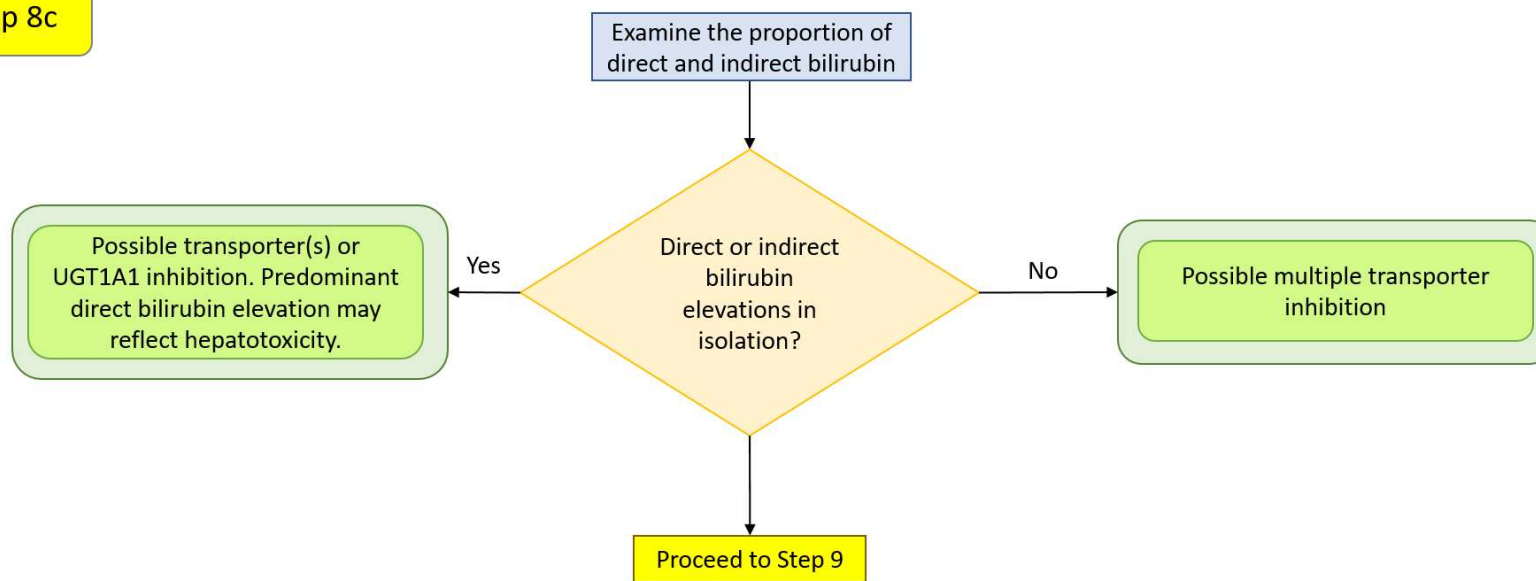 p 8c
Examine the proportion of
direct and indirect bilirubin
Direct or indirect
bilirubin
elevations in
isolation?
Yes
Possible transporter(s) or
UGT1A1 inhibition. Predominant
direct bilirubin elevation may
reflect hepatotoxicity.
No
Possible multiple transporter
inhibition
Proceed to Step 9